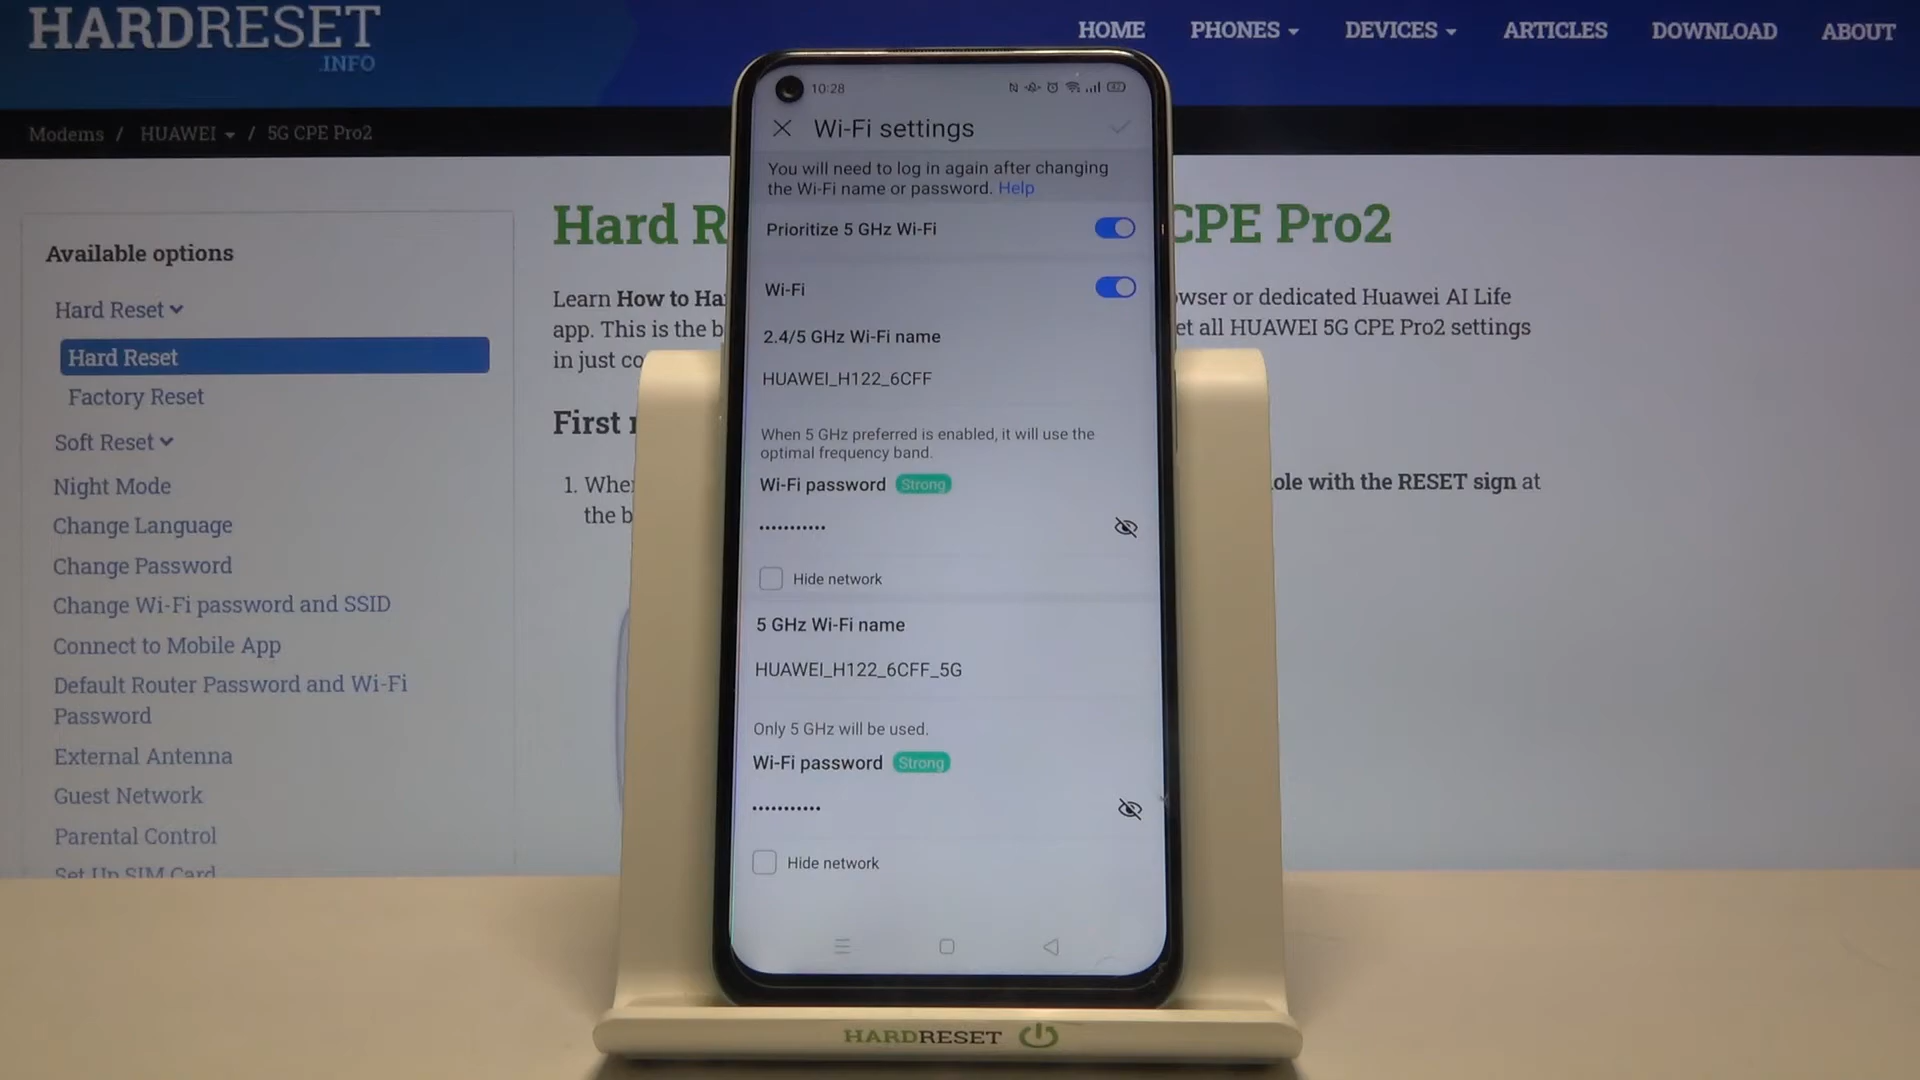 HARDRESET
.INFO
HOME PHONES DEVICES ARTICLES DOWNLOAD ABOUT
Modems / HUAWEI / 5G CPE Pro2
Available options
Hard Reset
Hard Reset
Factory Reset
Soft Reset
Night Mode
Change Language
Change Password
Change Wi-Fi password and SSID
Connect to Mobile App
Default Router Password and Wi-Fi
Password
External Antenna
Guest Network
Parental Control
Set Up SIM Card
Hard R CPE Pro2
Learn How to Ha wser or dedicated Huawei AI Life
app. This is the b et all HUAWEI 5G CPE Pro2 settings
in just co
First
1. Whe ole with the RESET sign at
the b
10:28
Wi-Fi settings
You will need to log in again after changing
the Wi-Fi name or password. Help
Prioritize 5 GHz Wi-Fi
Wi-Fi
2.4/5 GHz Wi-Fi name
HUAWEI_H122_6CFF
When 5 GHz preferred is enabled, it will use the
optimal frequency band.
Wi-Fi password Strong
•••••••••••
Hide network
5 GHz Wi-Fi name
HUAWEI_H122_6CFF_5G
Only 5 GHz will be used.
Wi-Fi password Strong
•••••••••••
Hide network
HARDRESET